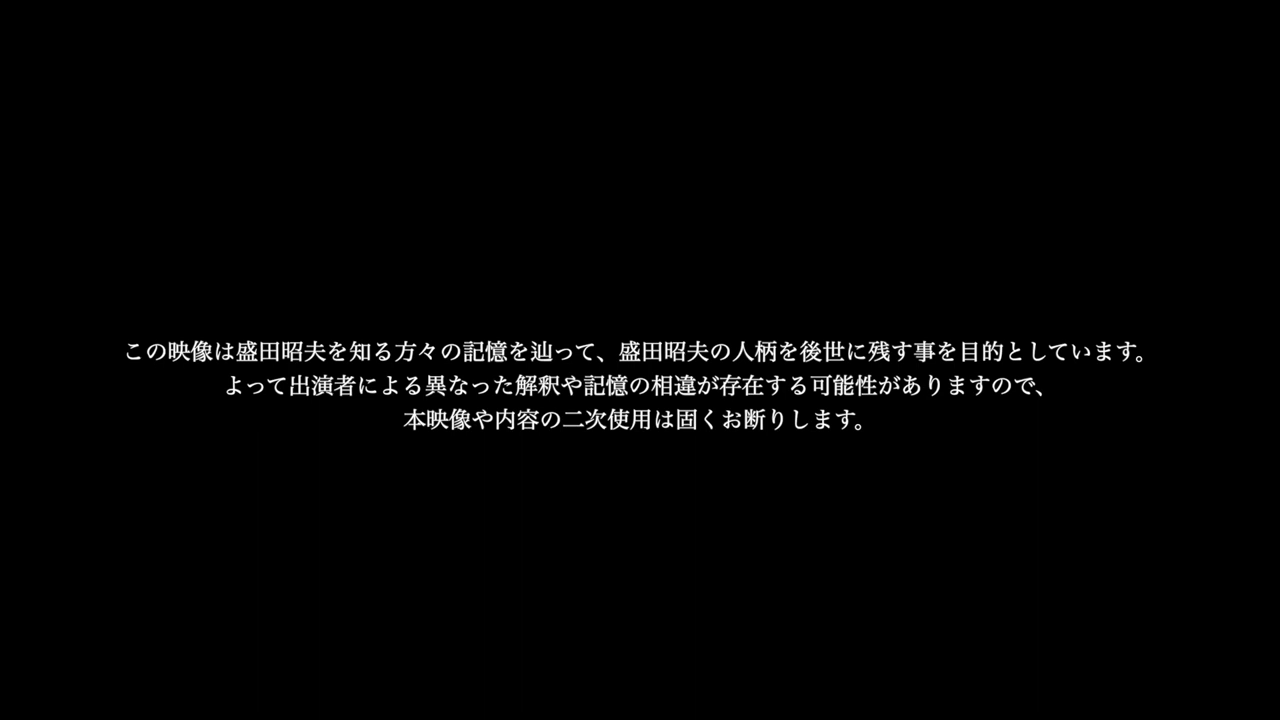 この映像は盛田昭夫を知る方々の記憶を辿って、盛田昭夫の人柄を後世に残す事を目的としています。
よって出演者による異なった解釈や記憶の相違が存在する可能性がありますので、
本映像や内容の二次使用は固くお断りします。